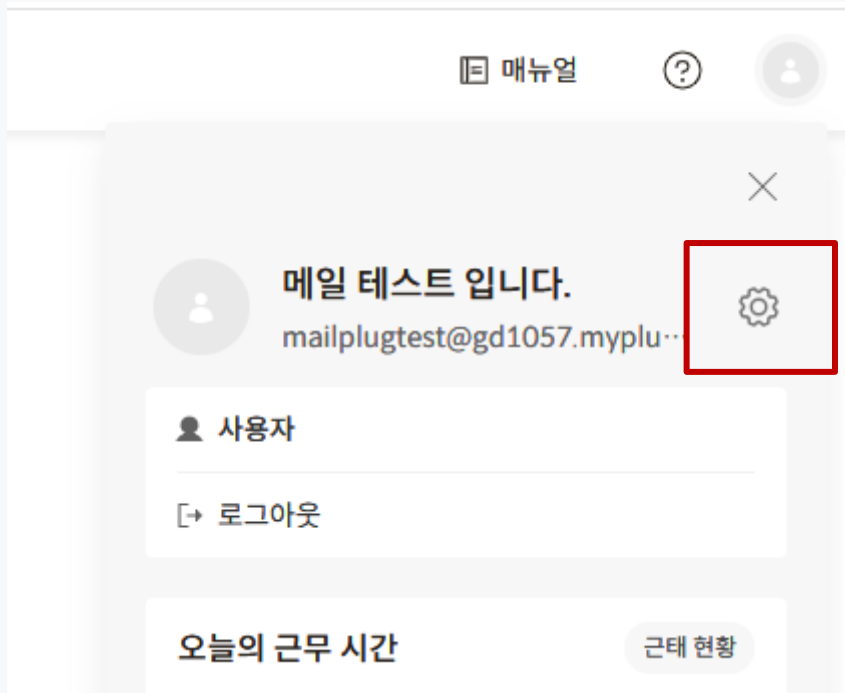 매뉴얼
메일 테스트 입니다.
mailplugtest@gd1057.myplu···
사용자
로그아웃
오늘의 근무 시간
근태 현황